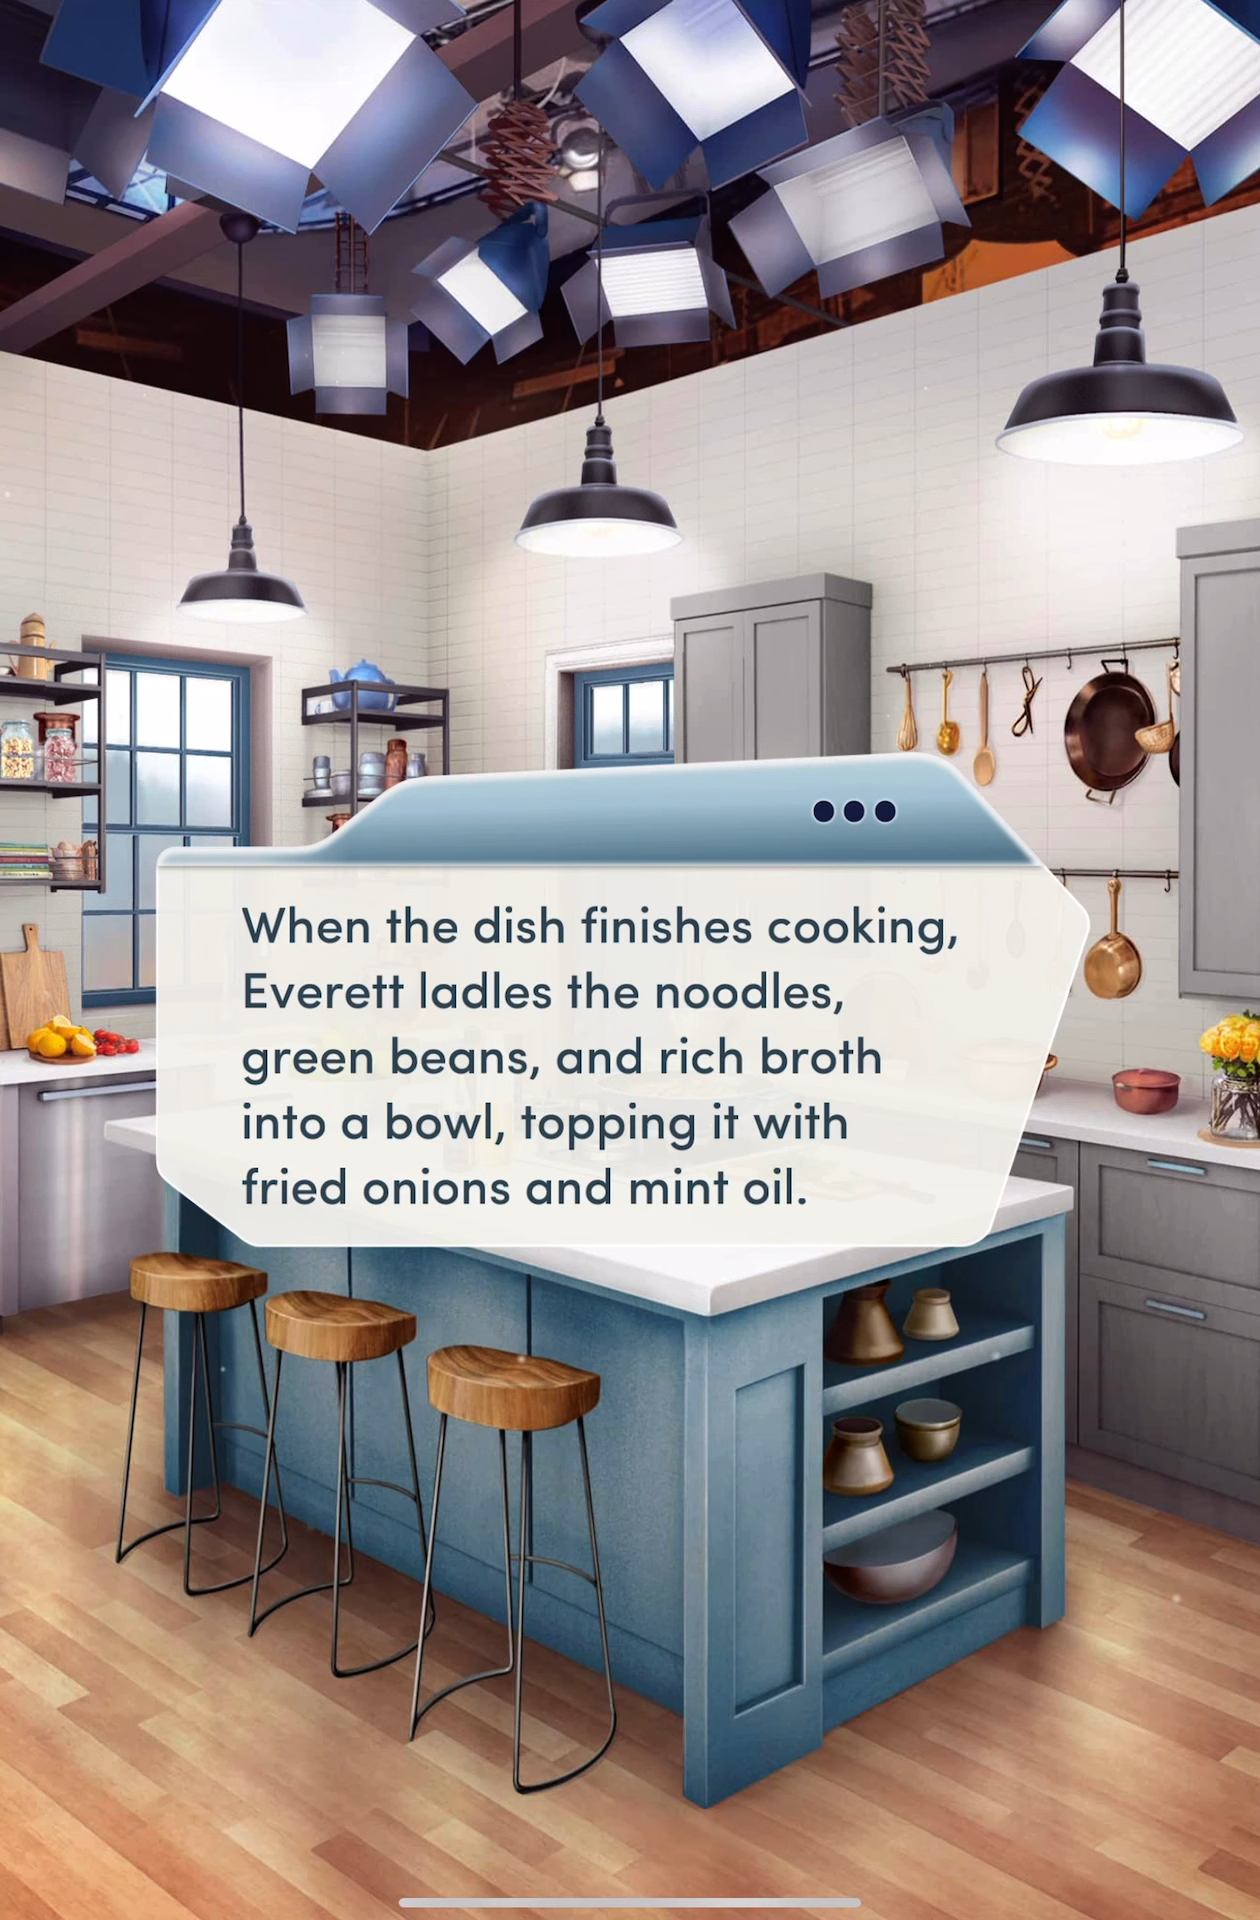 When the dish finishes cooking,
Everett ladles the noodles,
green beans, and rich broth
into a bowl, topping it with
fried onions and mint oil.